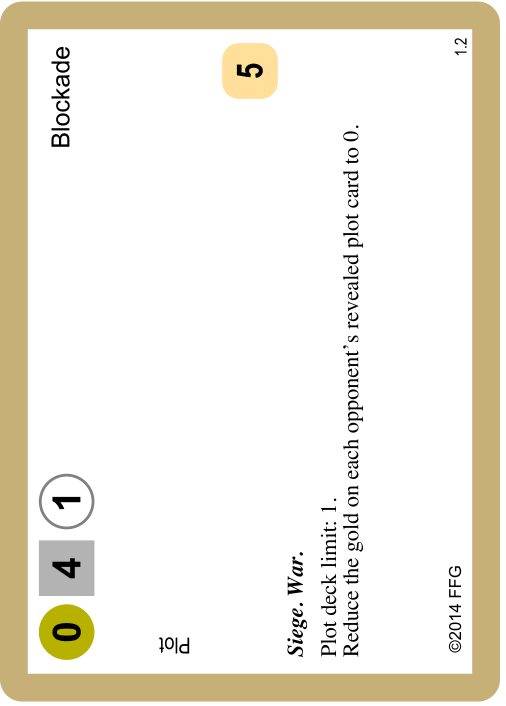 0 4 1 Blockade
Plot
5
Siege. War.
Plot deck limit: 1.
Reduce the gold on each opponent’s revealed plot card to 0.
©2014 FFG 1.2